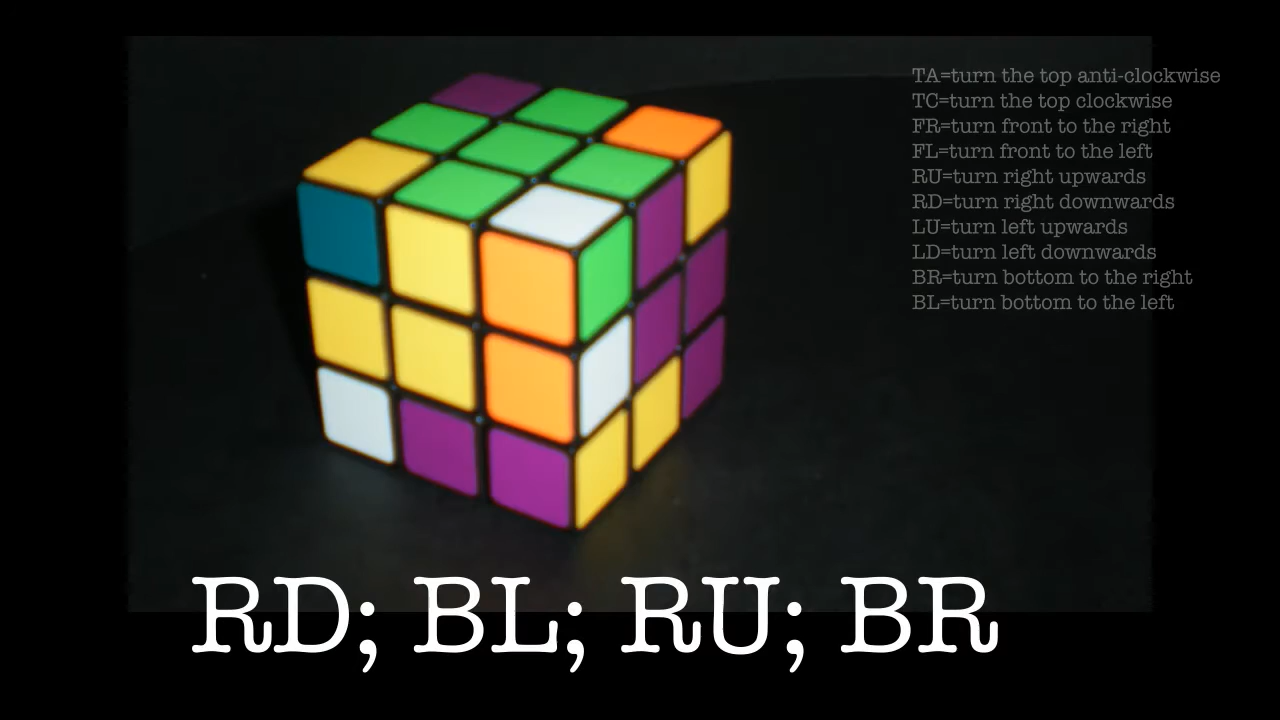 TA=turn the top anti-clockwise
TC=turn the top clockwise
FR=turn front to the right
FL=turn front to the left
RU=turn right upwards
RD=turn right downwards
LU=turn left upwards
LD=turn left downwards
BR=turn bottom to the right
BL=turn bottom to the left
RD; BL; RU; BR